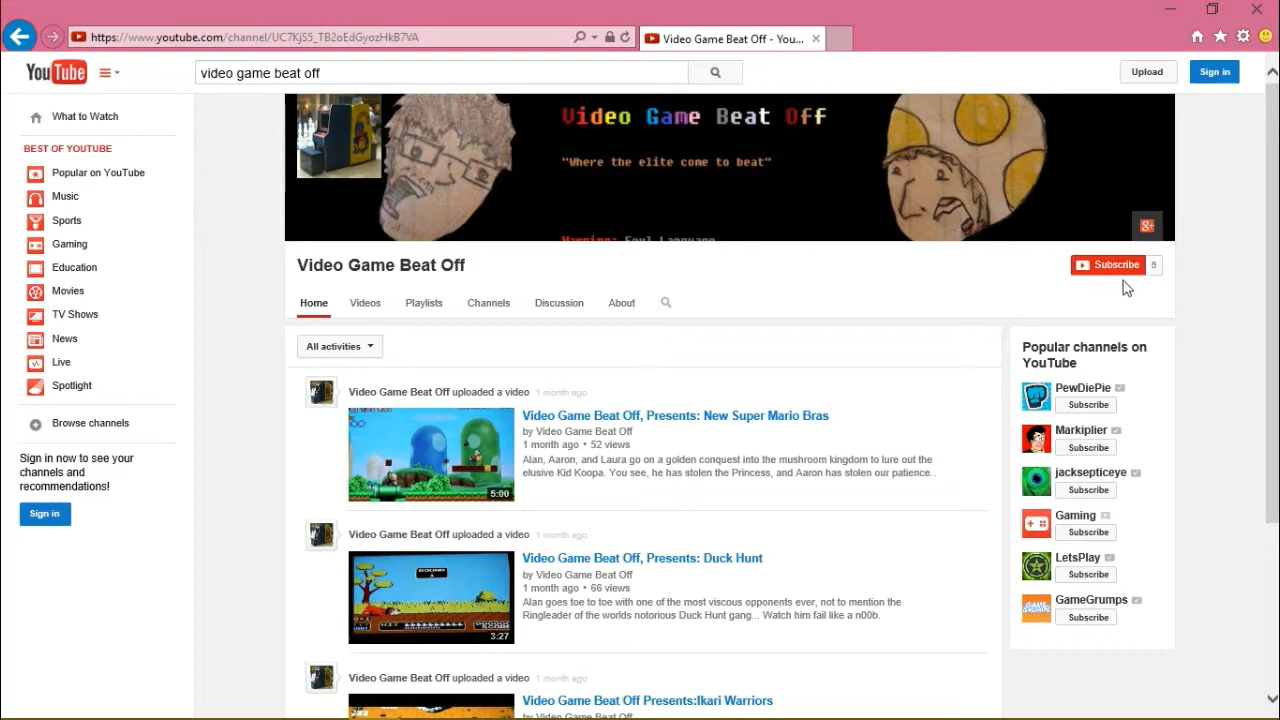 https://www.youtube.com/channel/UC7KjS5_TB2oEdGyozHkB7VA
Video Game Beat Off - You...
YouTube
video game beat off
Upload
Sign in
What to Watch
BEST OF YOUTUBE
Popular on YouTube
Music
Sports
Gaming
Education
Movies
TV Shows
News
Live
Spotlight
Browse channels
Sign in now to see your
channels and
recommendations!
Sign in
Video Game Beat Off
"Where the elite come to beat"
Warning: Foul Language
g+
Video Game Beat Off
Subscribe 5
Home Videos Playlists Channels Discussion About
All activities
Video Game Beat Off uploaded a video 1 month ago
Video Game Beat Off, Presents: New Super Mario Bras
by Video Game Beat Off
1 month ago • 52 views
Alan, Aaron, and Laura go on a golden conquest into the mushroom kingdom to lure out the
elusive Kid Koopa. You see, he has stolen the Princess, and Aaron has stolen our patience..
5:00
Video Game Beat Off uploaded a video 1 month ago
Video Game Beat Off, Presents: Duck Hunt
by Video Game Beat Off
1 month ago • 66 views
Alan goes toe to toe with one of the most viscous opponents ever, not to mention the
Ringleader of the worlds notorious Duck Hunt gang... Watch him fail like a n00b.
3:27
Video Game Beat Off uploaded a video 1 month ago
Video Game Beat Off Presents:Ikari Warriors
by Video Game Beat Off
Popular channels on
YouTube
PewDiePie
Subscribe
Markiplier
Subscribe
jacksepticeye
Subscribe
Gaming
Subscribe
LetsPlay
Subscribe
GameGrumps
Subscribe